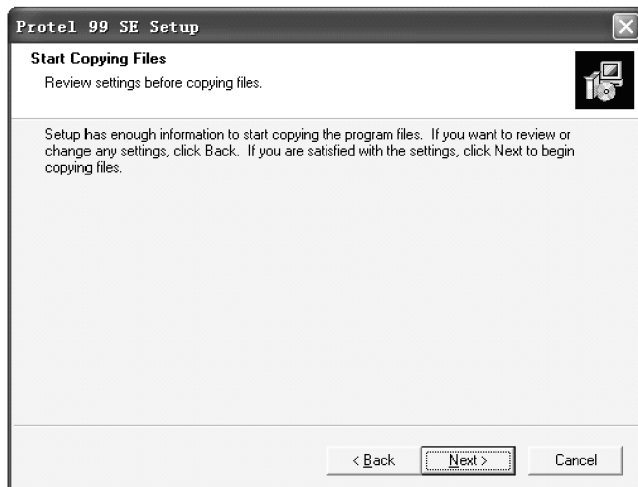 Protel 99 SE Setup
Start Copying Files
Review settings before copying files.
Setup has enough information to start copying the program files.  If you want to review or
change any settings, click Back.  If you are satisfied with the settings, click Next to begin
copying files.
< Back
Next >
Cancel